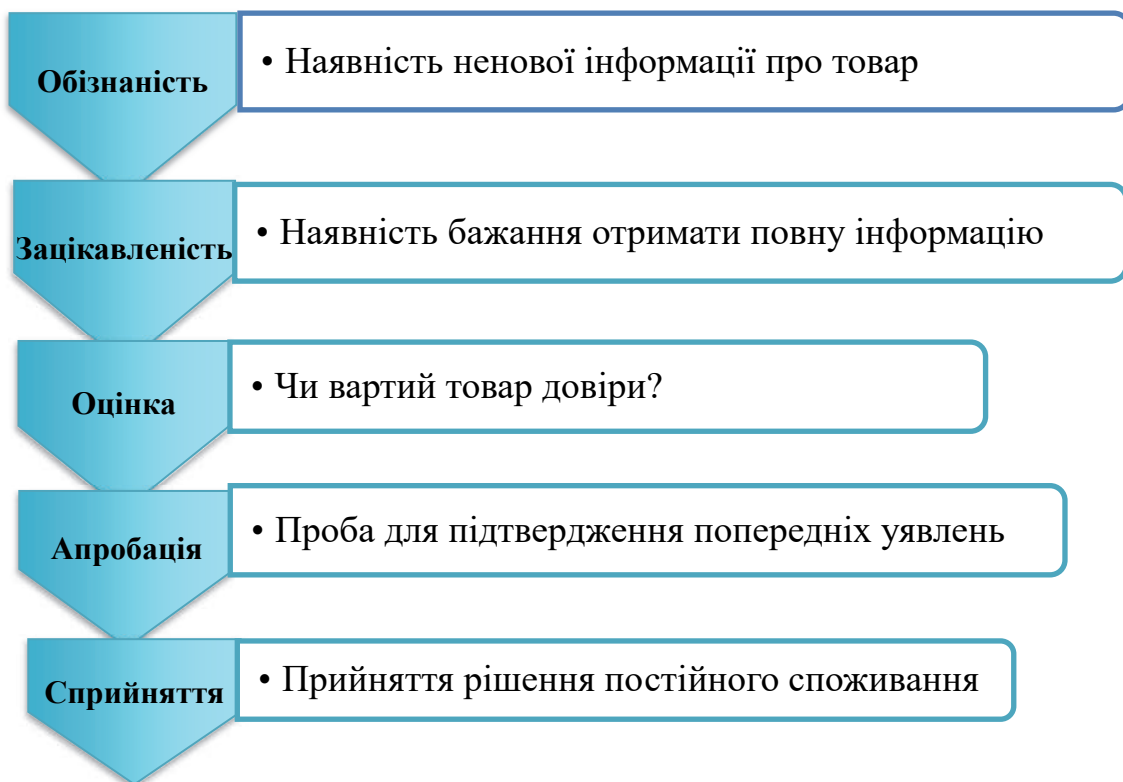 Обізнаність
• Наявність ненової інформації про товар
Зацікавленість
• Наявність бажання отримати повну інформацію
Оцінка
• Чи вартий товар довіри?
Апробація
• Проба для підтвердження попередніх уявлень
Сприйняття
• Прийняття рішення постійного споживання